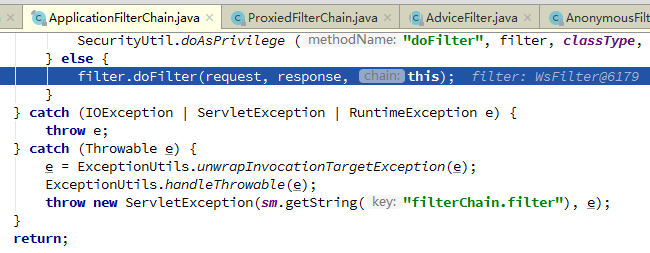 ApplicationFilterChain.java × ProxiedFilterChain.java × AdviceFilter.java × AnonymousFilt
SecurityUtil.doAsPrivilege ( methodName: "doFilter", filter, classType,
} else {
filter.doFilter(request, response, chain: this); filter: WsFilter@6179
}
} catch (IOException | ServletException | RuntimeException e) {
throw e;
} catch (Throwable e) {
e = ExceptionUtils.unwrapInvocationTargetException(e);
ExceptionUtils.handleThrowable(e);
throw new ServletException(sm.getString( key: "filterChain.filter"), e);
}
return;